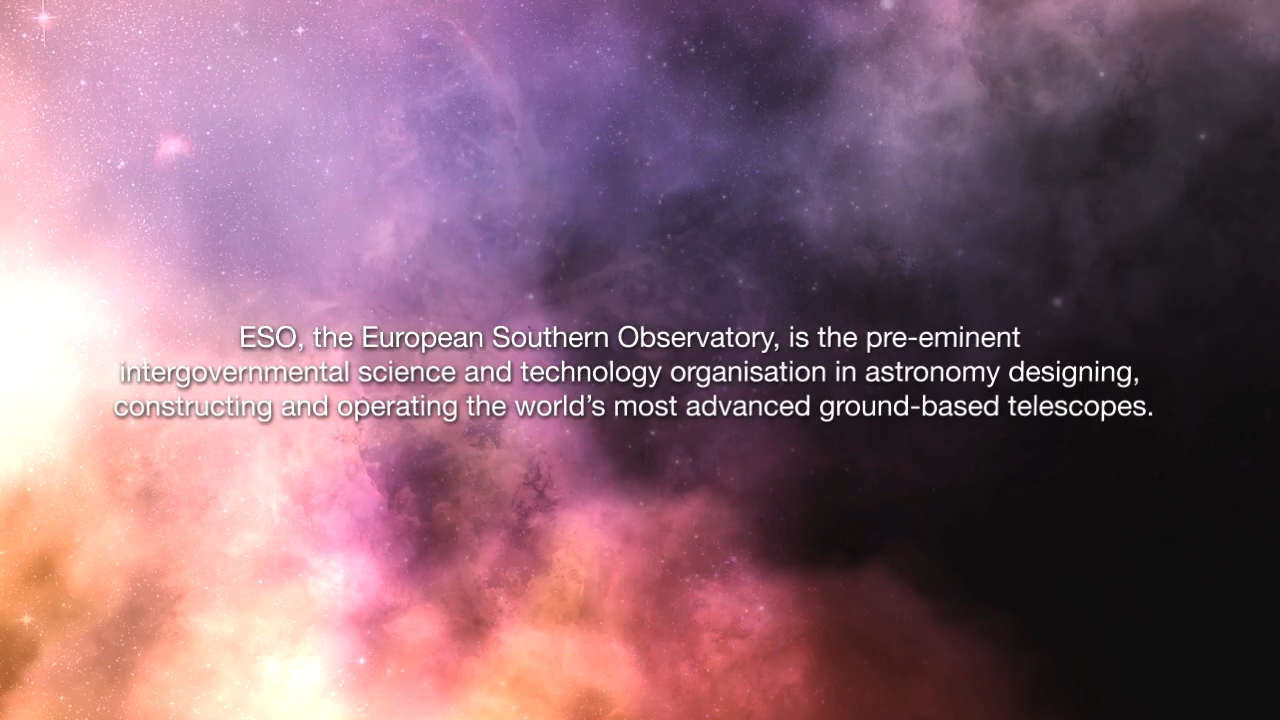 ESO, the European Southern Observatory, is the pre-eminent
intergovernmental science and technology organisation in astronomy designing,
constructing and operating the world’s most advanced ground-based telescopes.